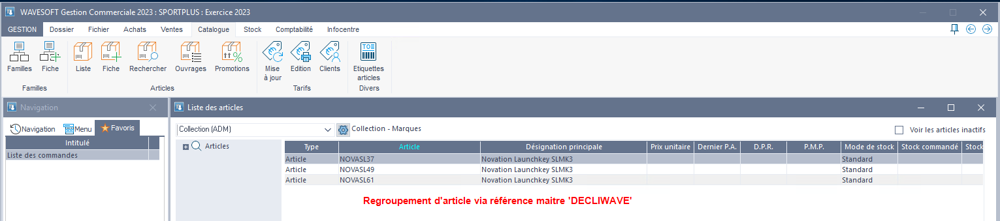 WAVESOFT Gestion Commerciale 2023 : SPORTPLUS : Exercice 2023
GESTION Dossier Fichier Achats Ventes Catalogue Stock Comptabilité Infocentre
Familles Fiche Liste Fiche Rechercher Ouvrages Promotions Mise à jour Edition Clients Etiquettes articles
Familles Articles Tarifs Divers
Navigation Liste des articles
Navigation Menu Favoris Collection (ADM) Collection - Marques Voir les articles inactifs
Intitulé
Liste des commandes
Articles
Type Article Désignation principale Prix unitaire Dernier P.A. D.P.R. P.M.P. Mode de stock Stock commandé Stock
Article NOVASL37 Novation Launchkey SLMK3 Standard
Article NOVASL49 Novation Launchkey SLMK3 Standard
Article NOVASL61 Novation Launchkey SLMK3 Standard
Regroupement d'article via référence maitre 'DECLIWAVE'